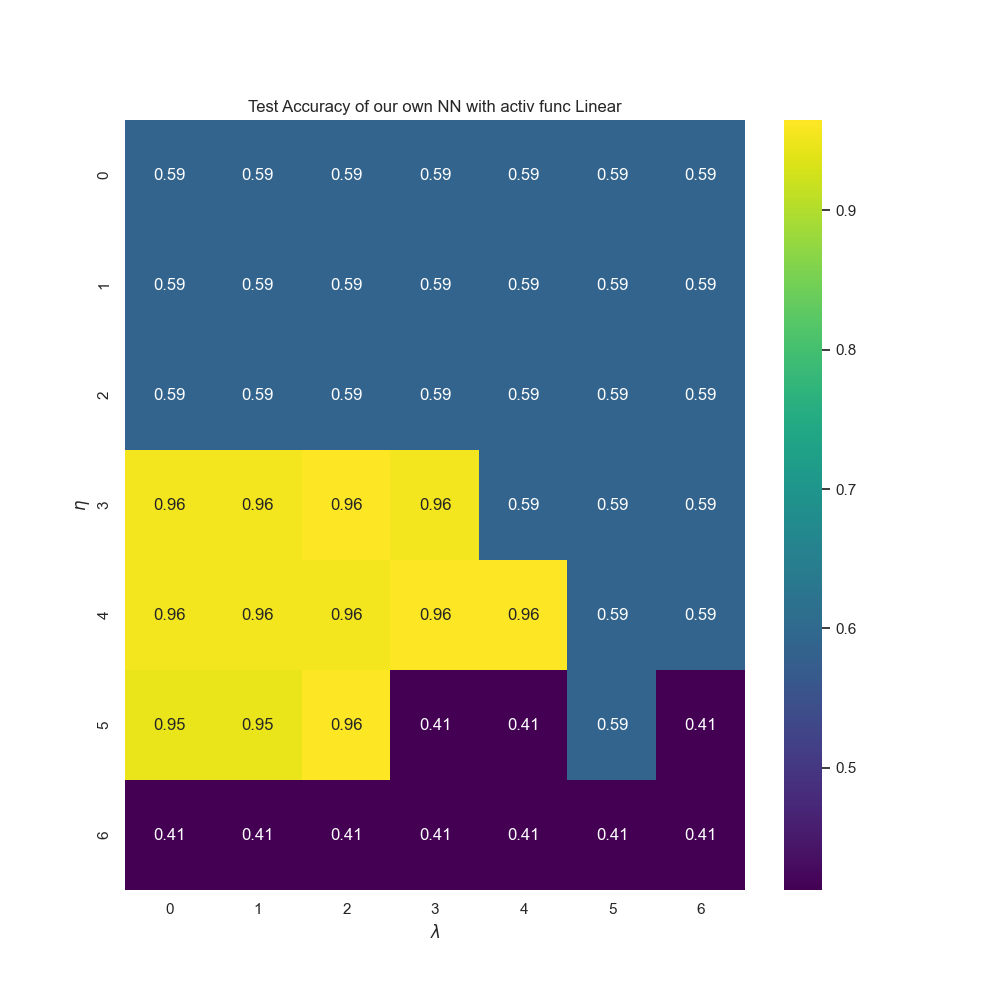 Test Accuracy of our own NN with activ func Linear
0 0.59 0.59 0.59 0.59 0.59 0.59 0.59
1 0.59 0.59 0.59 0.59 0.59 0.59 0.59
2 0.59 0.59 0.59 0.59 0.59 0.59 0.59
η
3 0.96 0.96 0.96 0.96 0.59 0.59 0.59
4 0.96 0.96 0.96 0.96 0.96 0.59 0.59
5 0.95 0.95 0.96 0.41 0.41 0.59 0.41
6 0.41 0.41 0.41 0.41 0.41 0.41 0.41
0 1 2 3 4 5 6
λ
0.9
0.8
0.7
0.6
0.5